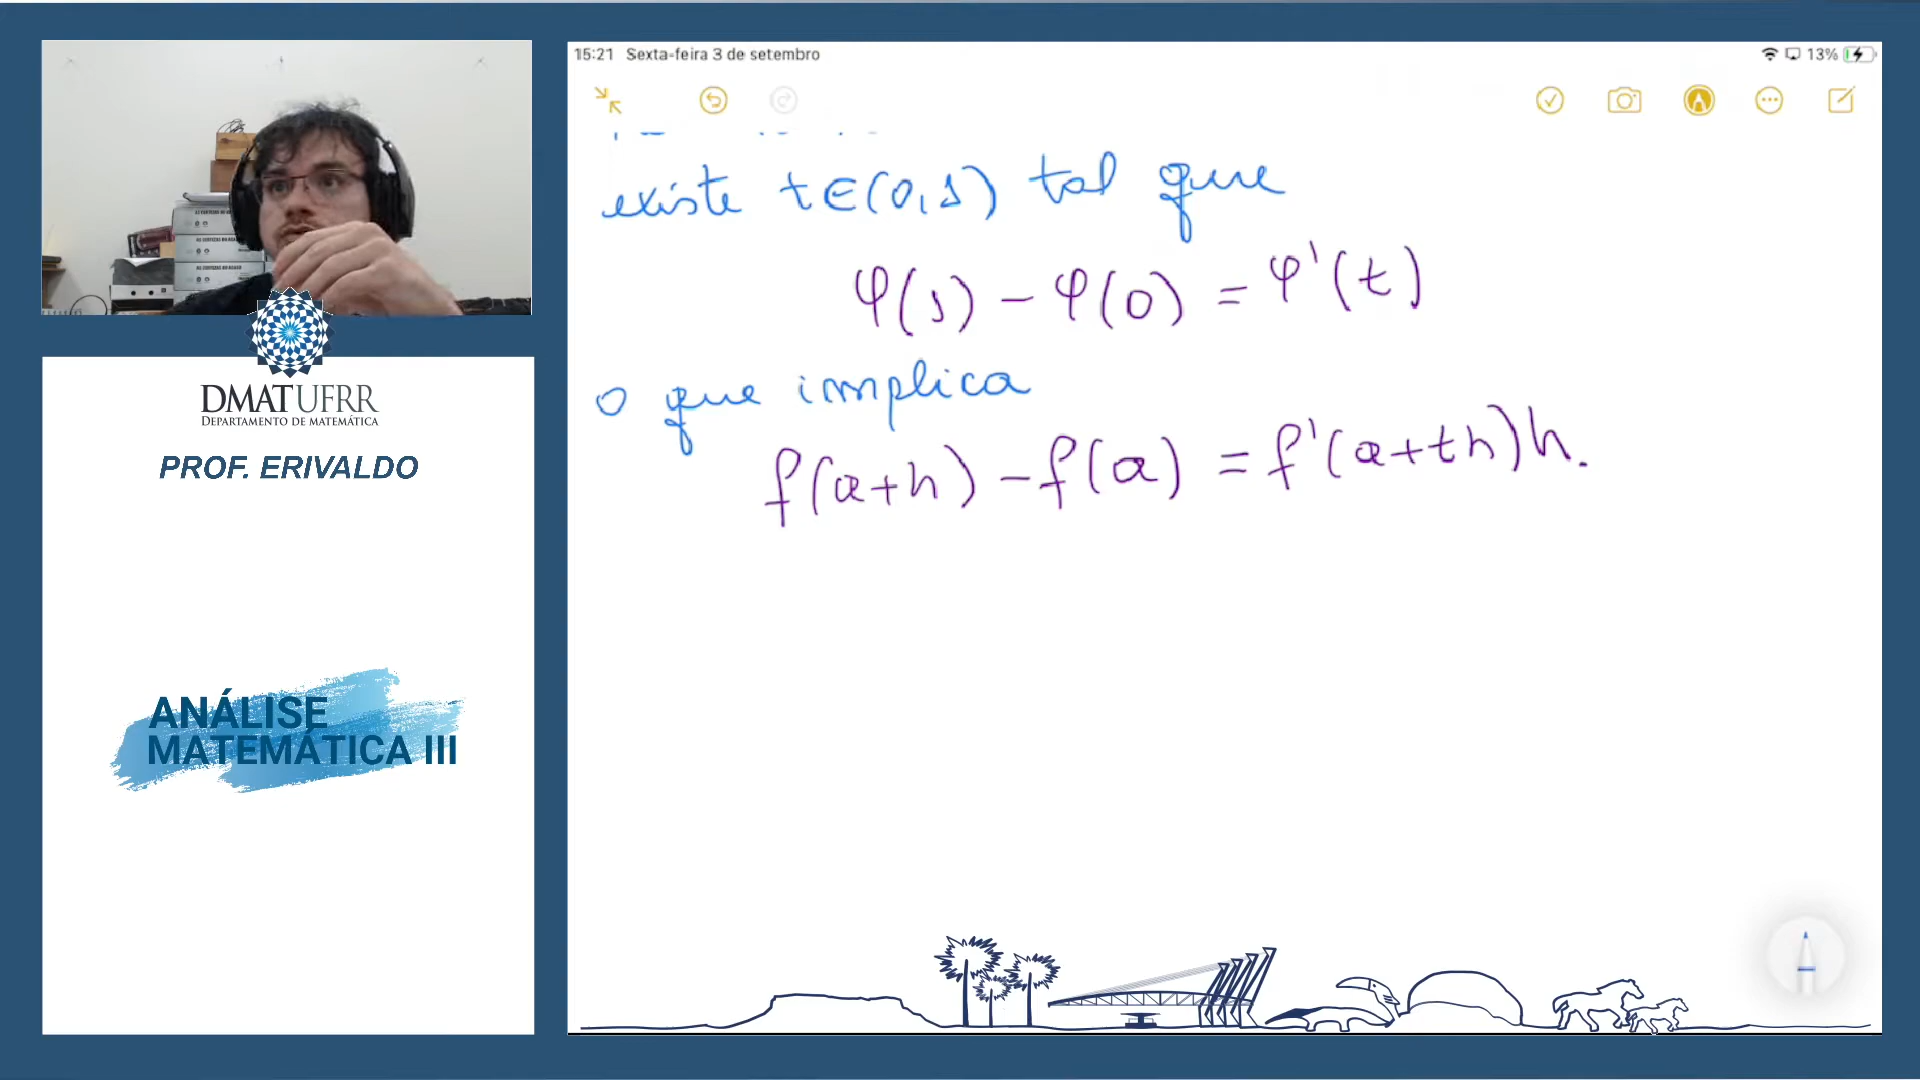 15:21 Sexta-feira 3 de setembro
13%
existe t∈(0,1) tal que
φ(1) - φ(0) = φ'(t)
o que implica
f(a+h) - f(a) = f'(a+th)h.
DMATUFRR
DEPARTAMENTO DE MATEMÁTICA
PROF. ERIVALDO
ANÁLISE
MATEMÁTICA III